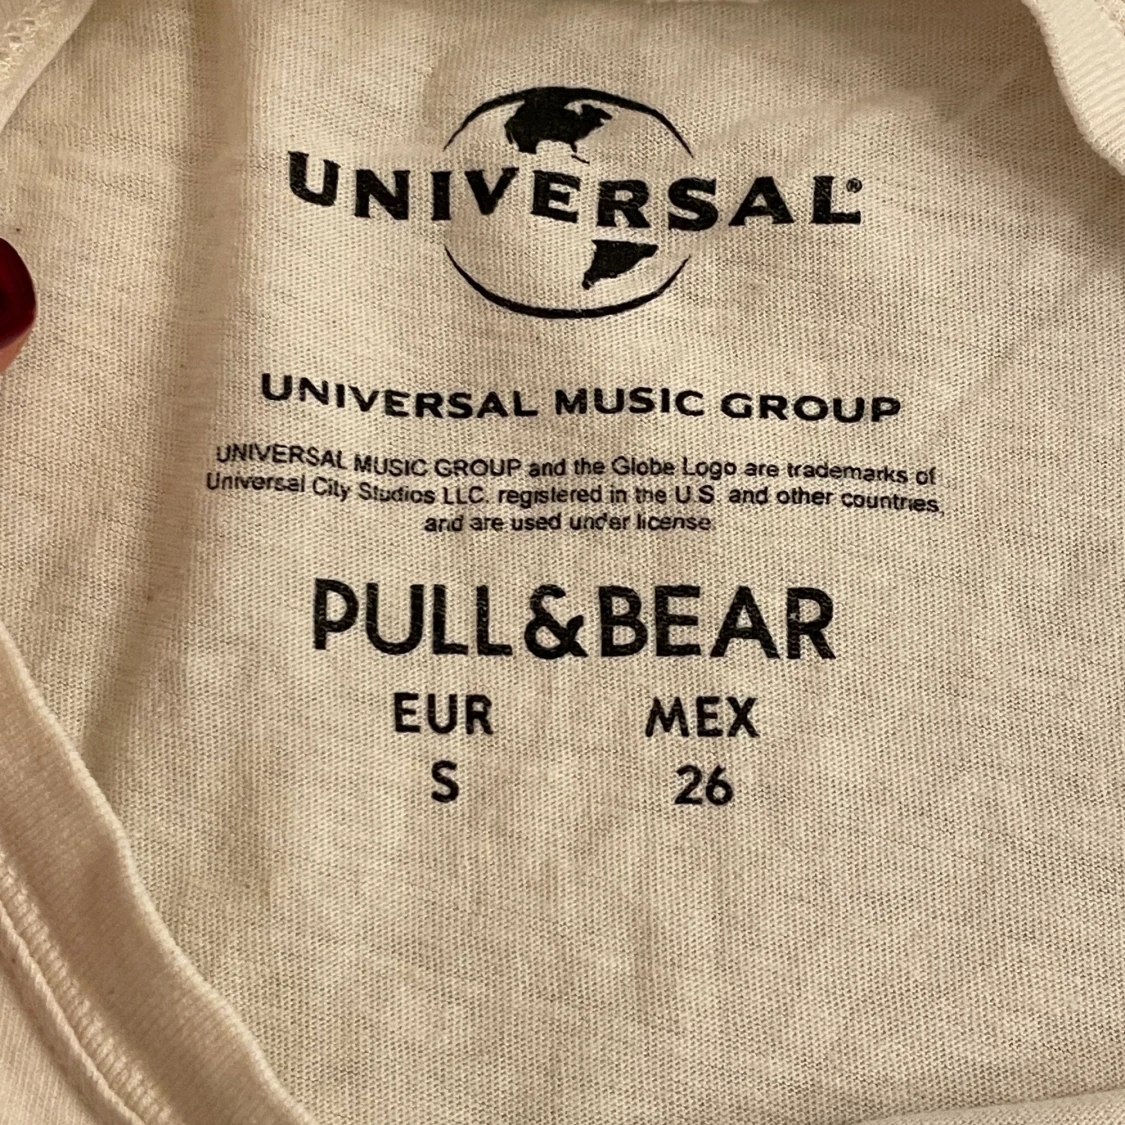 UNIVERSAL®
UNIVERSAL MUSIC GROUP
UNIVERSAL MUSIC GROUP and the Globe Logo are trademarks of
Universal City Studios LLC. registered in the U.S. and other countries,
and are used under license.
PULL&BEAR
EUR MEX
S 26